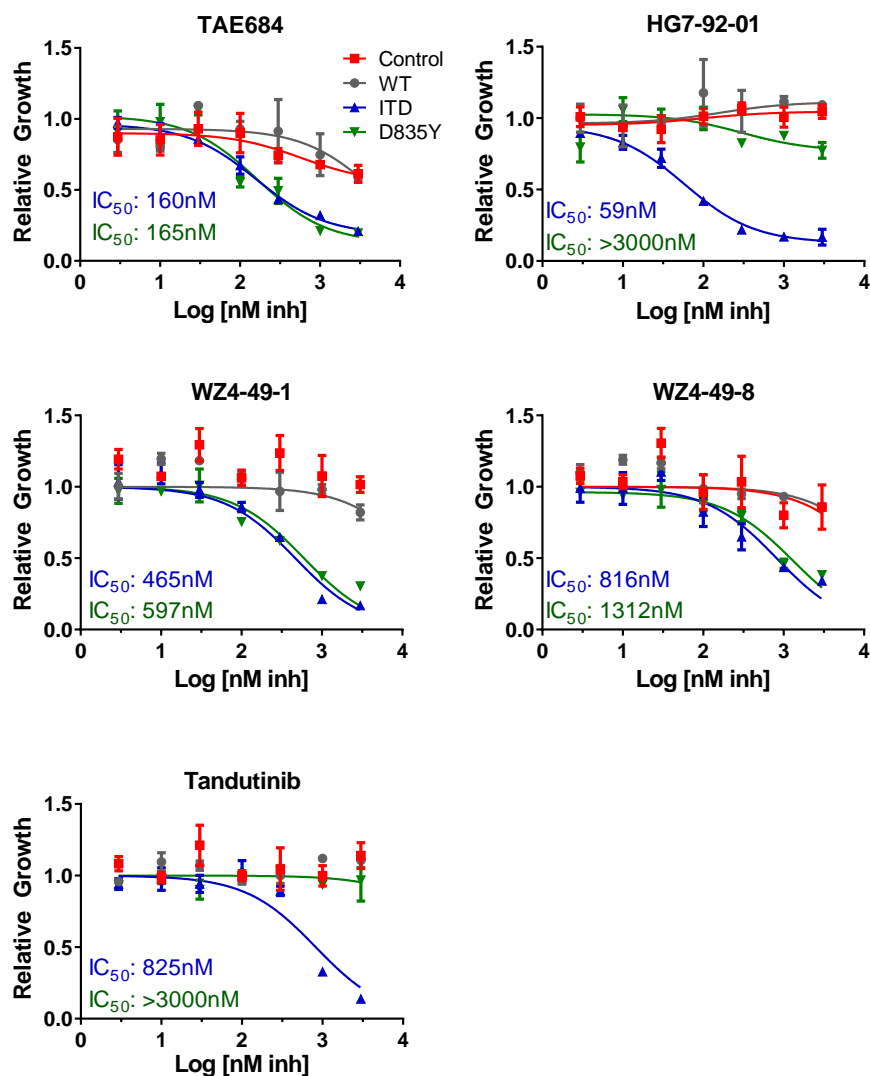 TAE684
HG7-92-01
Relative Growth
1.5
1.0
0.5
0.0
Control
WT
ITD
D835Y
IC50: 160nM
IC50: 165nM
0 1 2 3 4
Log [nM inh]
Relative Growth
1.5
1.0
0.5
0.0
IC50: 59nM
IC50: >3000nM
0 1 2 3 4
Log [nM inh]
WZ4-49-1
WZ4-49-8
Relative Growth
1.5
1.0
0.5
0.0
IC50: 465nM
IC50: 597nM
0 1 2 3 4
Log [nM inh]
Relative Growth
1.5
1.0
0.5
0.0
IC50: 816nM
IC50: 1312nM
0 1 2 3 4
Log [nM inh]
Tandutinib
Relative Growth
1.5
1.0
0.5
0.0
IC50: 825nM
IC50: >3000nM
0 1 2 3 4
Log [nM inh]